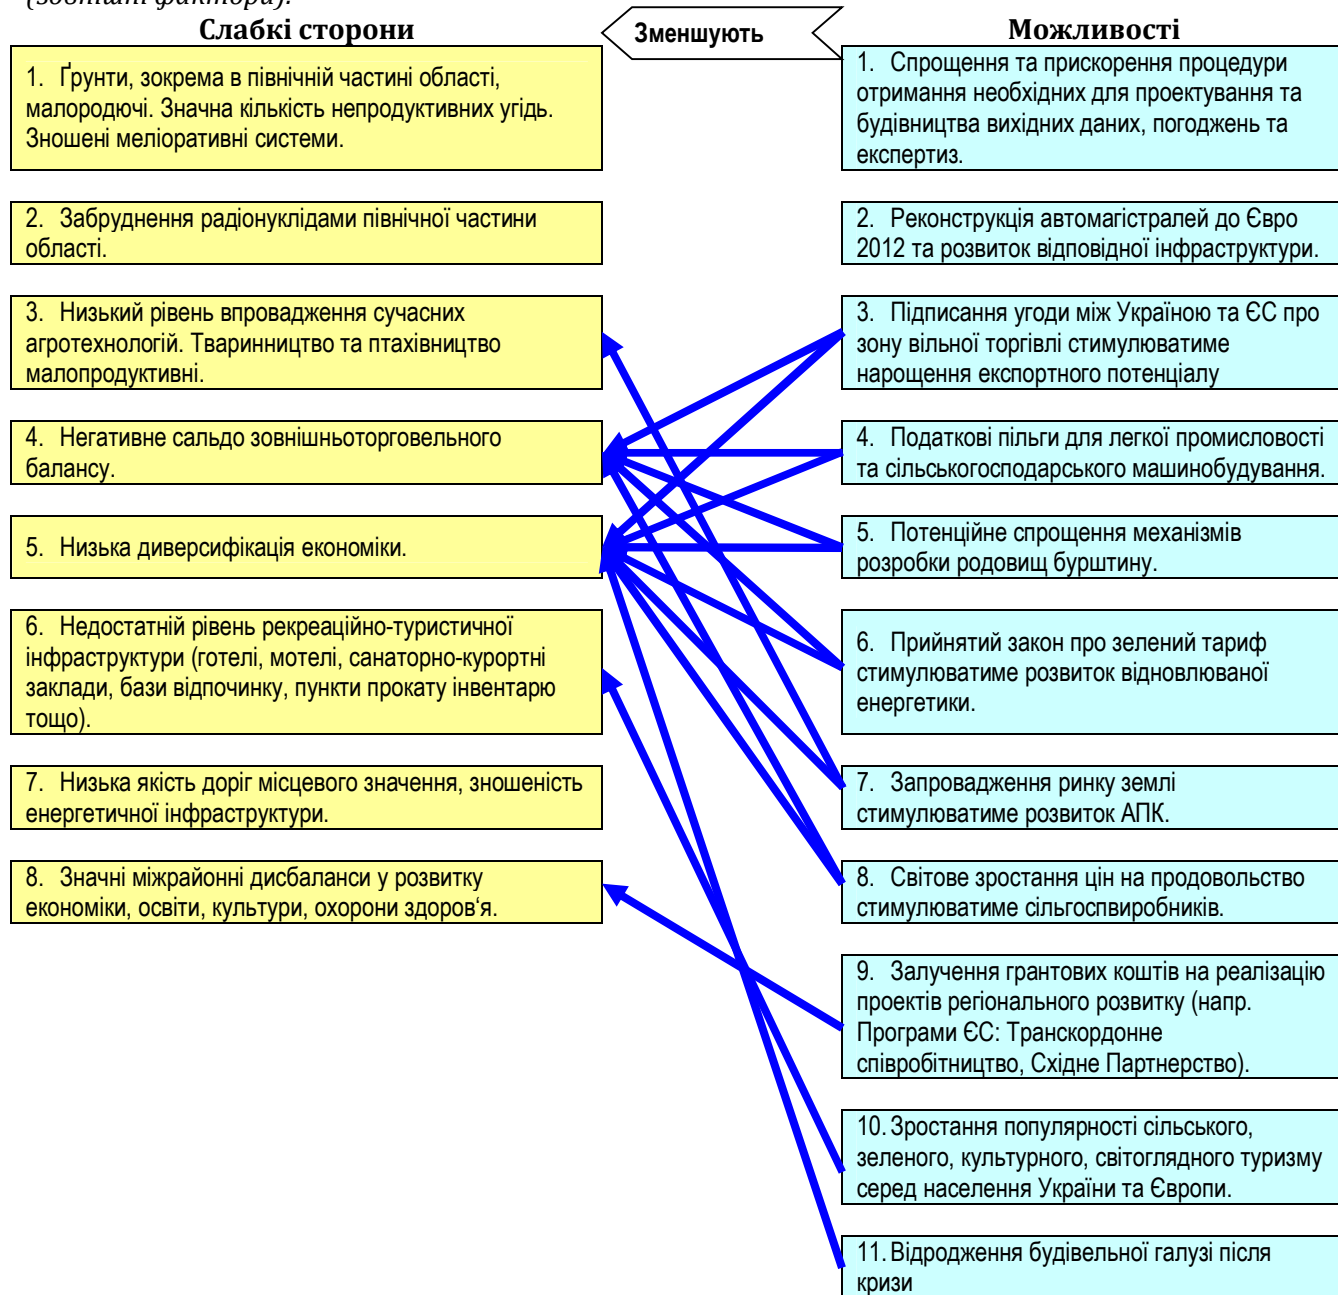 (зовнішні фактори).
Слабкі сторони
Зменшують
Можливості
1. Ґрунти, зокрема в північній частині області,
малородючі. Значна кількість непродуктивних угідь.
Зношені меліоративні системи.
2. Забруднення радіонуклідами північної частини
області.
3. Низький рівень впровадження сучасних
агротехнологій. Тваринництво та птахівництво
малопродуктивні.
4. Негативне сальдо зовнішньоторговельного
балансу.
5. Низька диверсифікація економіки.
6. Недостатній рівень рекреаційно-туристичної
інфраструктури (готелі, мотелі, санаторно-курортні
заклади, бази відпочинку, пункти прокату інвентарю
тощо).
7. Низька якість доріг місцевого значення, зношеність
енергетичної інфраструктури.
8. Значні міжрайонні дисбаланси у розвитку
економіки, освіти, культури, охорони здоров‘я.
1. Спрощення та прискорення процедури
отримання необхідних для проектування та
будівництва вихідних даних, погоджень та
експертиз.
2. Реконструкція автомагістралей до Євро
2012 та розвиток відповідної інфраструктури.
3. Підписання угоди між Україною та ЄС про
зону вільної торгівлі стимулюватиме
нарощення експортного потенціалу
4. Податкові пільги для легкої промисловості
та сільськогосподарського машинобудування.
5. Потенційне спрощення механізмів
розробки родовищ бурштину.
6. Прийнятий закон про зелений тариф
стимулюватиме розвиток відновлюваної
енергетики.
7. Запровадження ринку землі
стимулюватиме розвиток АПК.
8. Світове зростання цін на продовольство
стимулюватиме сільгоспвиробників.
9. Залучення грантових коштів на реалізацію
проектів регіонального розвитку (напр.
Програми ЄС: Транскордонне
співробітництво, Східне Партнерство).
10. Зростання популярності сільського,
зеленого, культурного, світоглядного туризму
серед населення України та Європи.
11. Відродження будівельної галузі після
кризи